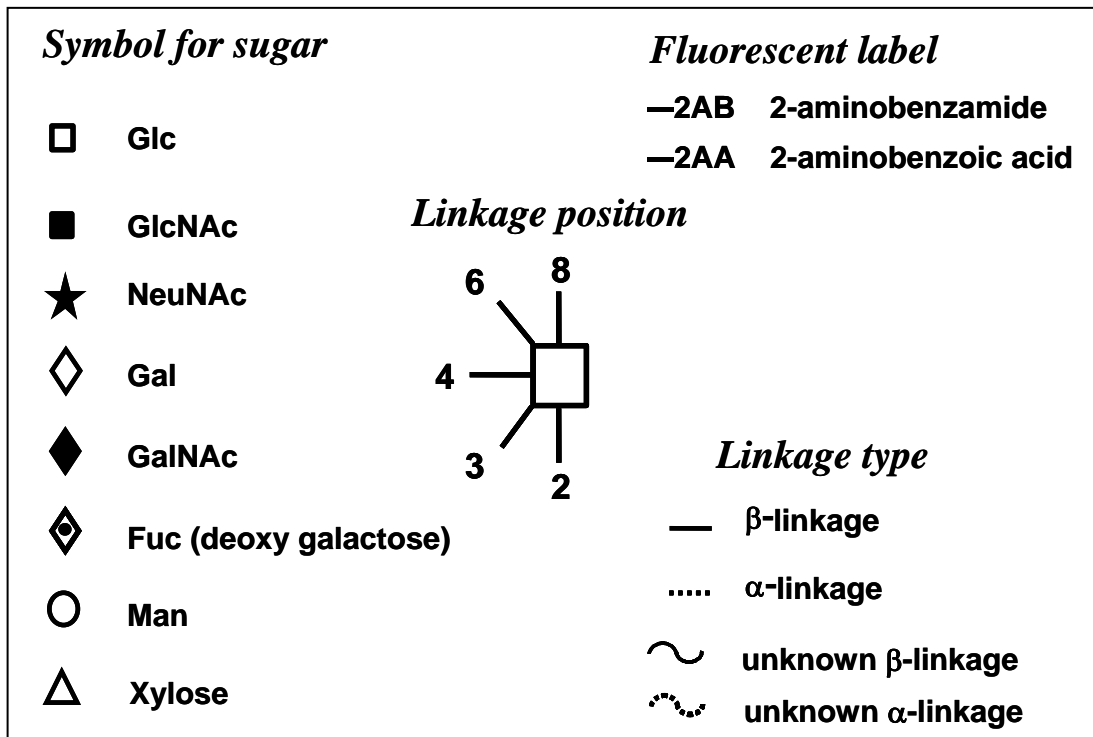 Symbol for sugar
Glc
GlcNAc
NeuNAc
Gal
GalNAc
Fuc (deoxy galactose)
Man
Xylose
Fluorescent label
—2AB 2-aminobenzamide
—2AA 2-aminobenzoic acid
Linkage position
8
6
4
3
2
Linkage type
β-linkage
α-linkage
unknown β-linkage
unknown α-linkage